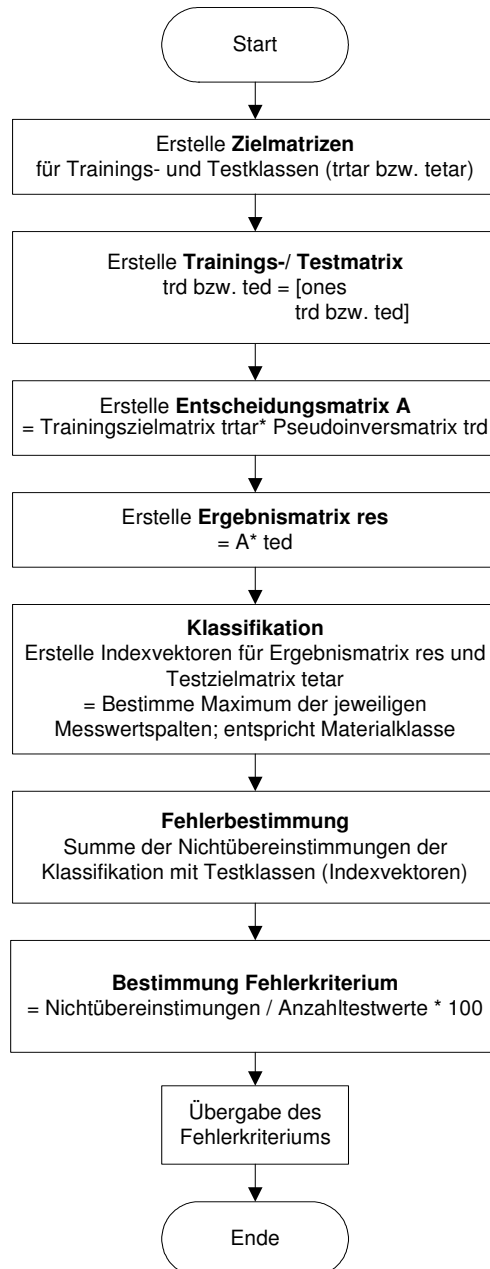 Start
Erstelle Zielmatrizen
für Trainings- und Testklassen (trtar bzw. tetar)
Erstelle Trainings-/ Testmatrix
trd bzw. ted = [ones
trd bzw. ted]
Erstelle Entscheidungsmatrix A
= Trainingszielmatrix trtar* Pseudoinversmatrix trd
Erstelle Ergebnismatrix res
= A* ted
Klassifikation
Erstelle Indexvektoren für Ergebnismatrix res und
Testzielmatrix tetar
= Bestimme Maximum der jeweiligen
Messwertspalten; entspricht Materialklasse
Fehlerbestimmung
Summe der Nichtübereinstimmungen der
Klassifikation mit Testklassen (Indexvektoren)
Bestimmung Fehlerkriterium
= Nichtübereinstimungen / Anzahltestwerte * 100
Übergabe des
Fehlerkriteriums
Ende